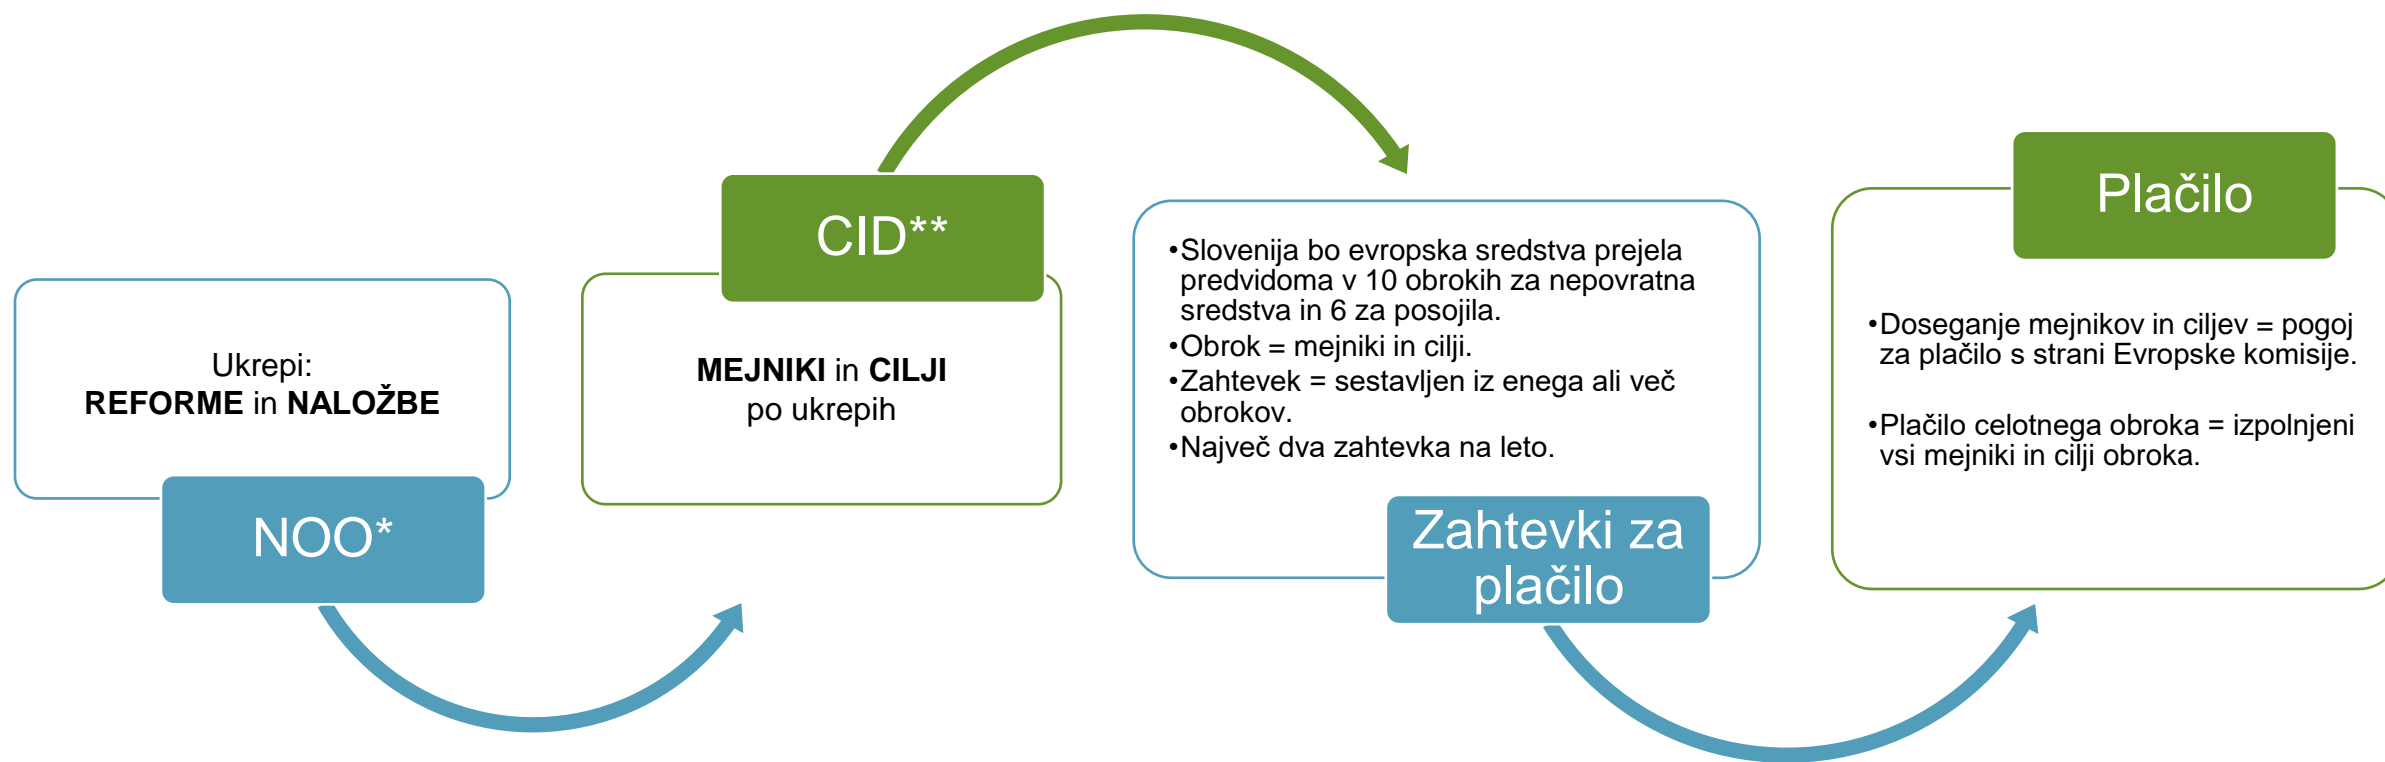 Ukrepi:
REFORME in NALOŽBE
NOO*
CID**
MEJNIKI in CILJI
po ukrepih
•Slovenija bo evropska sredstva prejela
predvidoma v 10 obrokih za nepovratna
sredstva in 6 za posojila.
•Obrok = mejniki in cilji.
•Zahtevek = sestavljen iz enega ali več
obrokov.
•Največ dva zahtevka na leto.
Zahtevki za
plačilo
Plačilo
•Doseganje mejnikov in ciljev = pogoj
za plačilo s strani Evropske komisije.
•Plačilo celotnega obroka = izpolnjeni
vsi mejniki in cilji obroka.